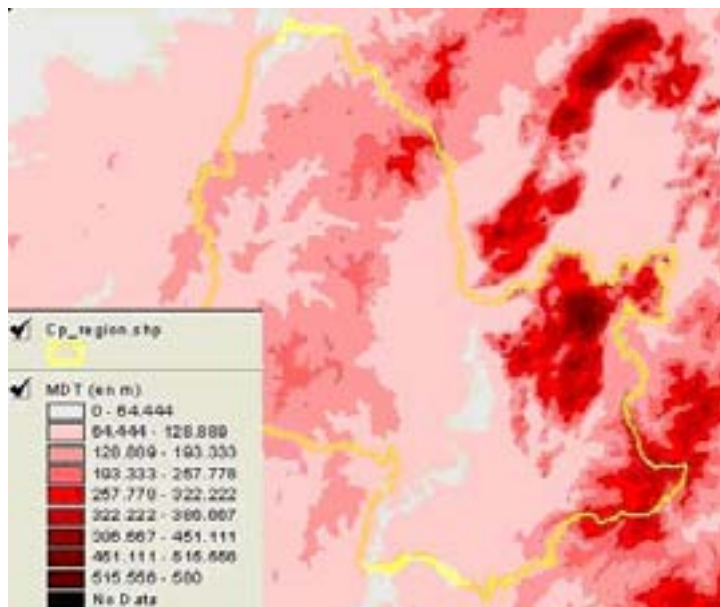 Cp_region.shp
MDT (en m)
0 - 64.444
64.444 - 128.889
128.889 - 193.333
193.333 - 257.778
257.778 - 322.222
322.222 - 386.667
386.667 - 451.111
451.111 - 515.556
515.556 - 580
No Data